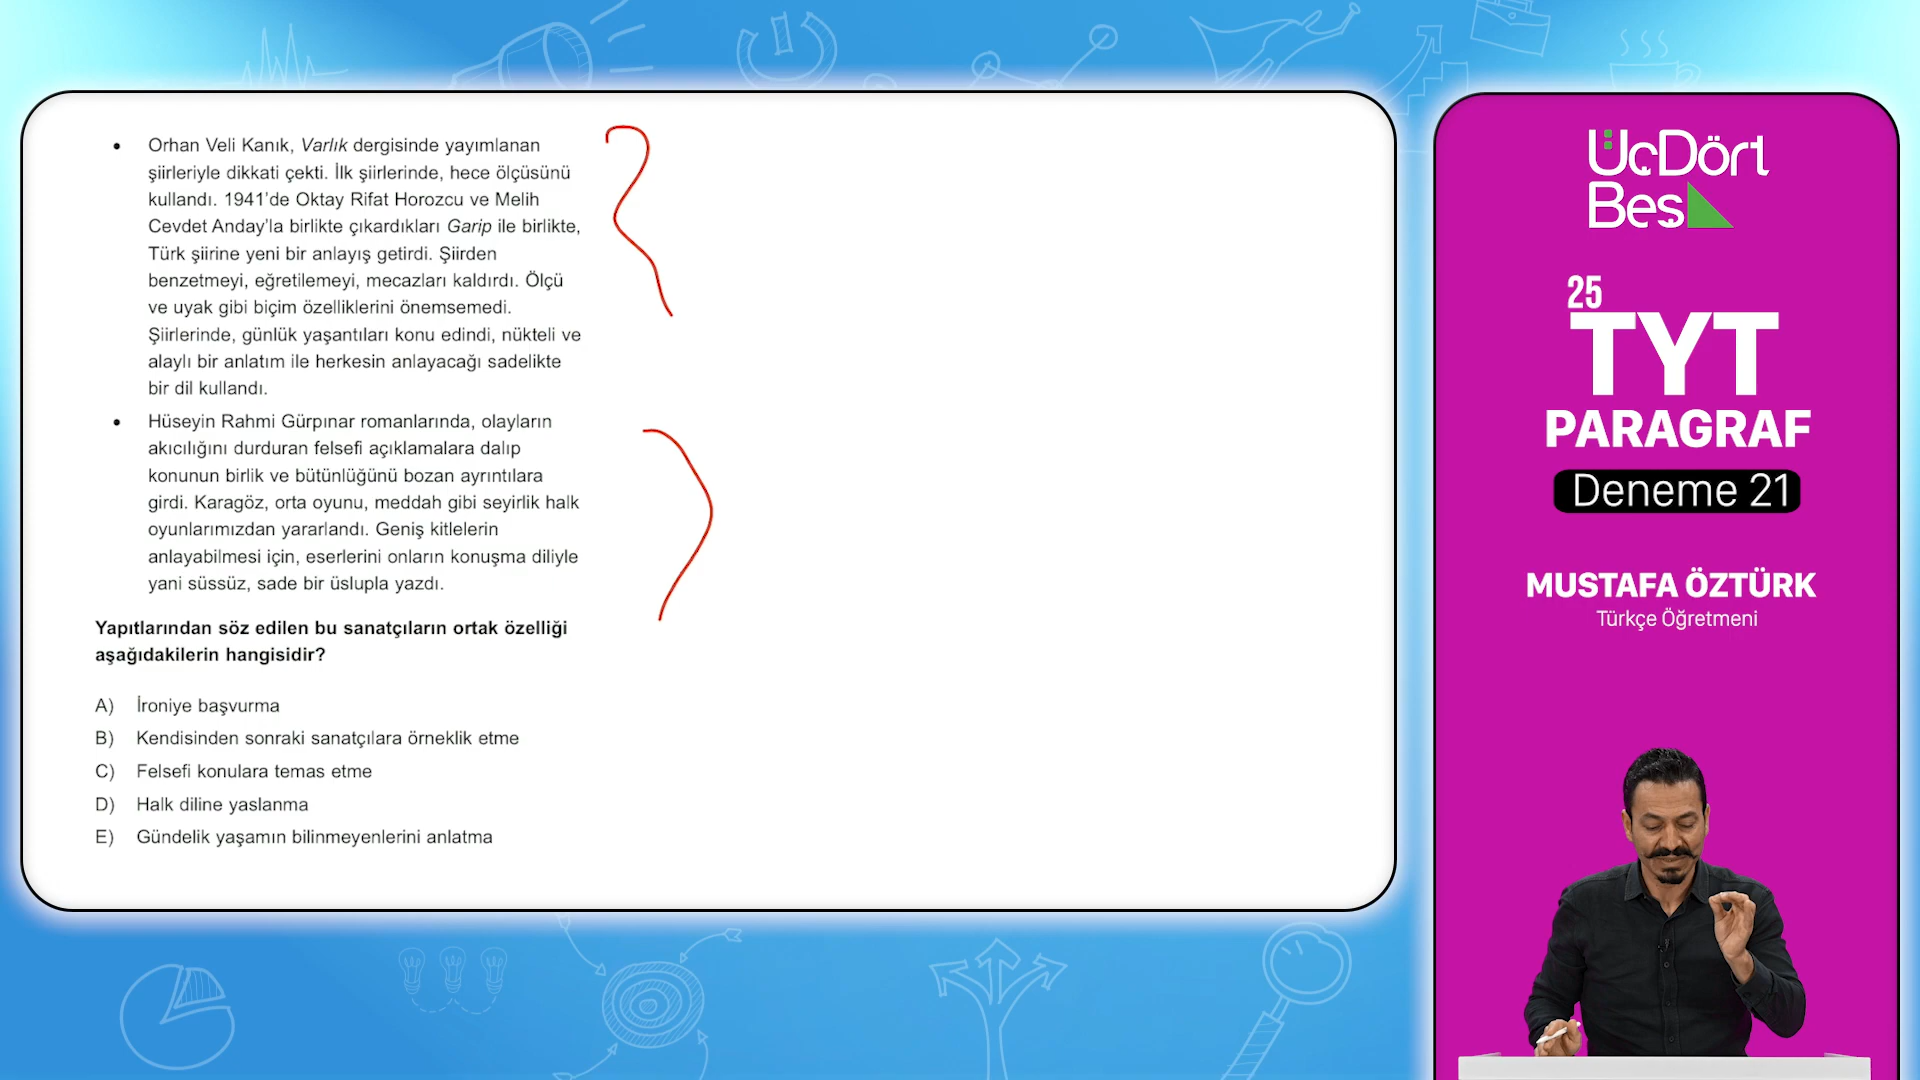 • Orhan Veli Kanık, Varlık dergisinde yayımlanan
şiirleriyle dikkati çekti. İlk şiirlerinde, hece ölçüsünü
kullandı. 1941'de Oktay Rifat Horozcu ve Melih
Cevdet Anday'la birlikte çıkardıkları Garip ile birlikte,
Türk şiirine yeni bir anlayış getirdi. Şiirden
benzetmeyi, eğretilemeyi, mecazları kaldırdı. Ölçü
ve uyak gibi biçim özelliklerini önemsemedi.
Şiirlerinde, günlük yaşantıları konu edindi, nükteli ve
alaylı bir anlatım ile herkesin anlayacağı sadelikte
bir dil kullandı.
• Hüseyin Rahmi Gürpınar romanlarında, olayların
akıcılığını durduran felsefi açıklamalara dalıp
konunun birlik ve bütünlüğünü bozan ayrıntılara
girdi. Karagöz, orta oyunu, meddah gibi seyirlik halk
oyunlarımızdan yararlandı. Geniş kitlelerin
anlayabilmesi için, eserlerini onların konuşma diliyle
yani süssüz, sade bir üslupla yazdı.
Yapıtlarından söz edilen bu sanatçıların ortak özelliği
aşağıdakilerin hangisidir?
A) İroniye başvurma
B) Kendisinden sonraki sanatçılara örneklik etme
C) Felsefi konulara temas etme
D) Halk diline yaslanma
E) Gündelik yaşamın bilinmeyenlerini anlatma
ÜçDört
Beş
25
TYT
PARAGRAF
Deneme 21
MUSTAFA ÖZTÜRK
Türkçe Öğretmeni